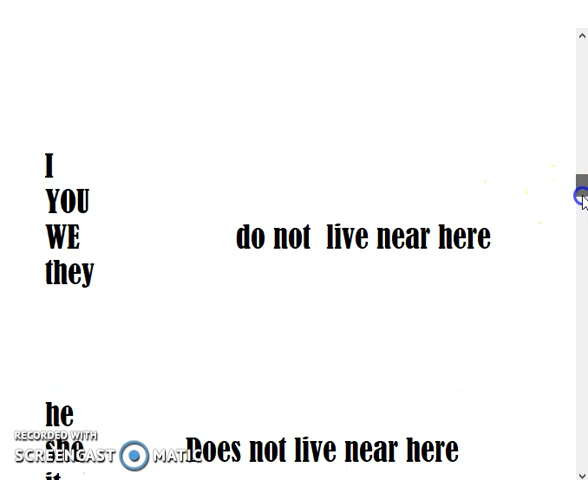 I
YOU
WE do not live near here
they
he
RECORDED WITH
she Does not live near here
SCREENCAST MATIC
it